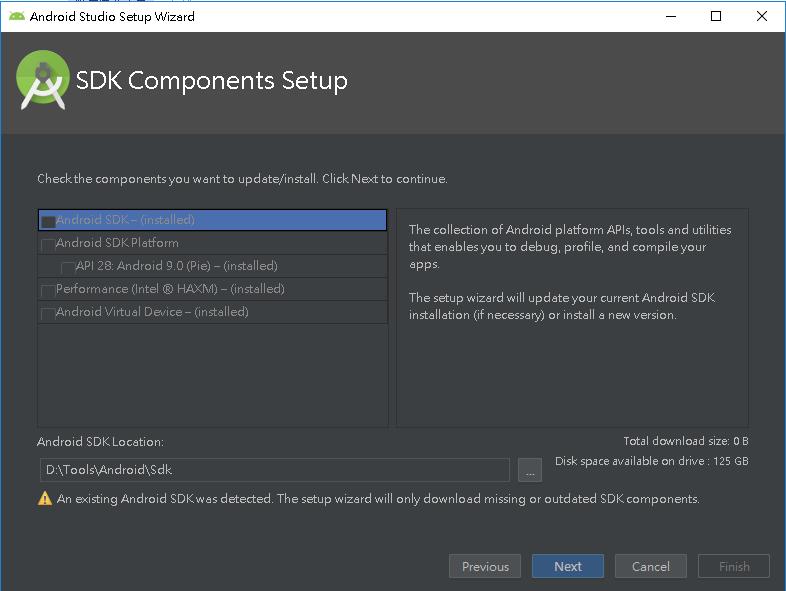 Android Studio Setup Wizard
SDK Components Setup
Check the components you want to update/install. Click Next to continue.
Android SDK – (installed)
Android SDK Platform
API 28: Android 9.0 (Pie) – (installed)
Performance (Intel ® HAXM) – (installed)
Android Virtual Device – (installed)
The collection of Android platform APIs, tools and utilities
that enables you to debug, profile, and compile your
apps.
The setup wizard will update your current Android SDK
installation (if necessary) or install a new version.
Android SDK Location:
D:\Tools\Android\Sdk
...
Total download size: 0 B
Disk space available on drive : 125 GB
An existing Android SDK was detected. The setup wizard will only download missing or outdated SDK components.
Previous
Next
Cancel
Finish